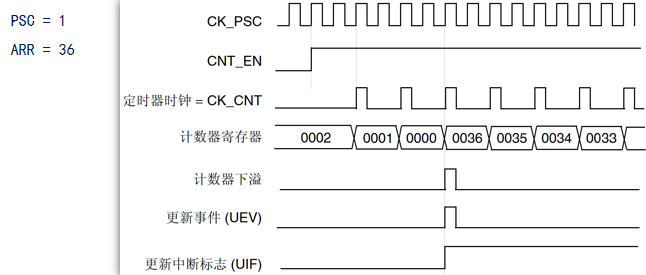 PSC = 1
ARR = 36
CK_PSC
CNT_EN
定时器时钟 = CK_CNT
计数器寄存器 0002 0001 0000 0036 0035 0034 0033
计数器下溢
更新事件 (UEV)
更新中断标志 (UIF)